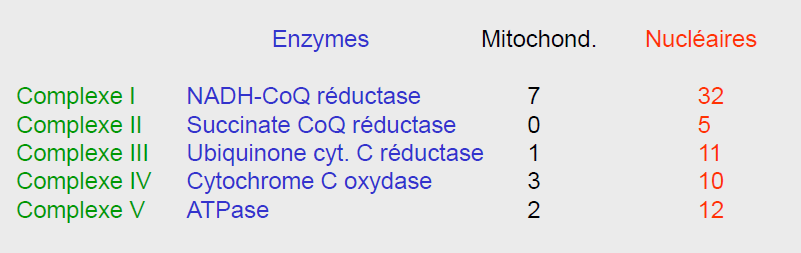 Enzymes Mitochond. Nucléaires
Complexe I NADH-CoQ réductase 7 32
Complexe II Succinate CoQ réductase 0 5
Complexe III Ubiquinone cyt. C réductase 1 11
Complexe IV Cytochrome C oxydase 3 10
Complexe V ATPase 2 12